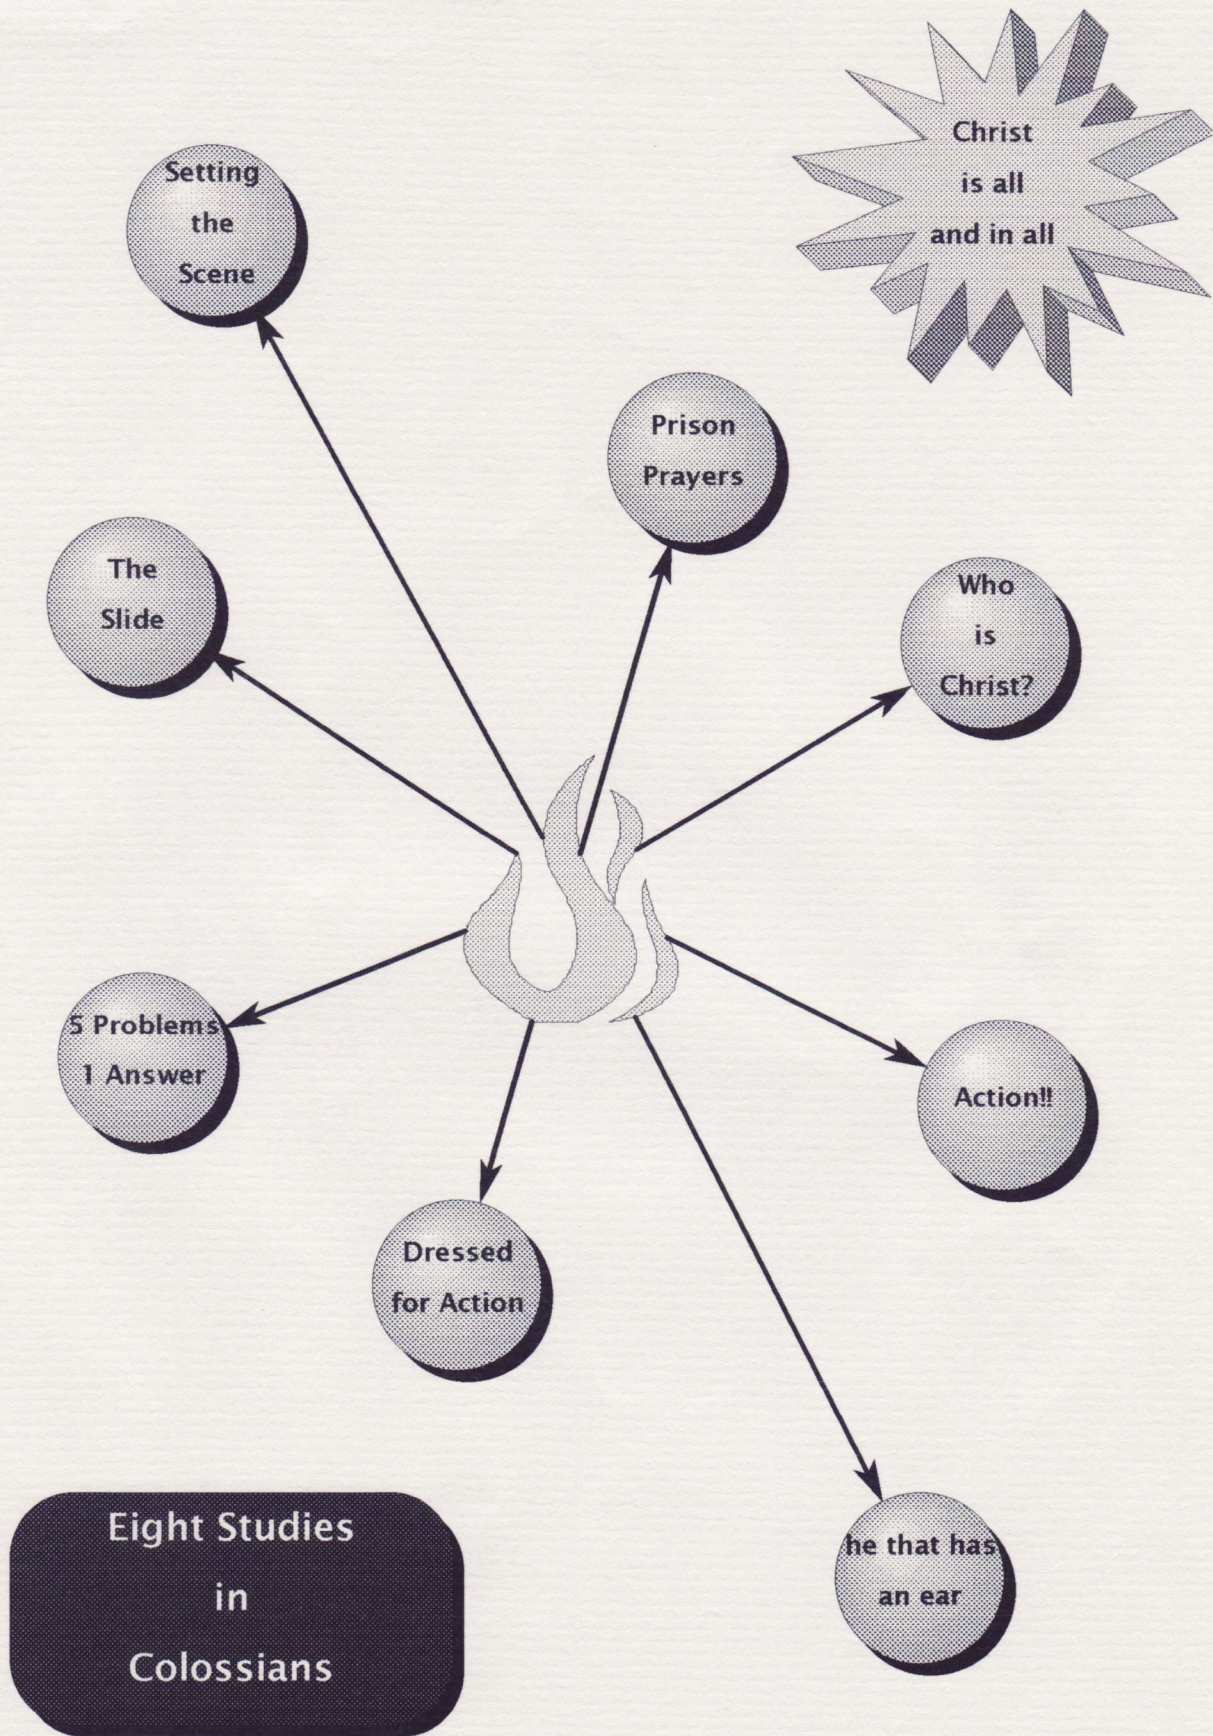 Christ
is all
and in all
Setting
the
Scene
Prison
Prayers
The
Slide
Who
is
Christ?
5 Problems
1 Answer
Action!!
Dressed
for Action
he that has
an ear
Eight Studies
in
Colossians